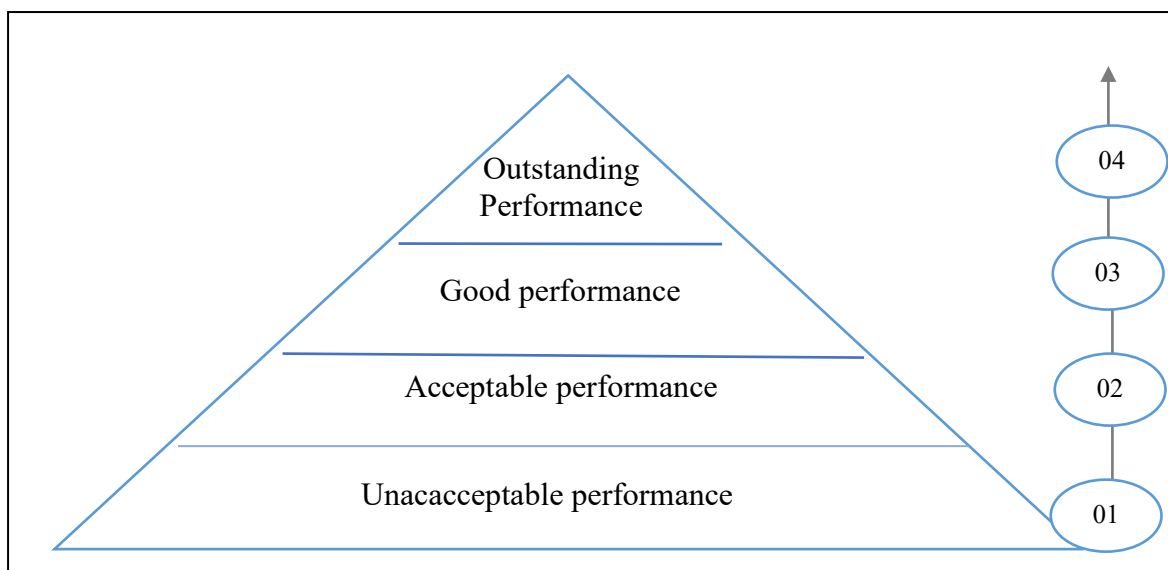 Outstanding
Performance
04
Good performance
03
Acceptable performance
02
Unacacceptable performance
01